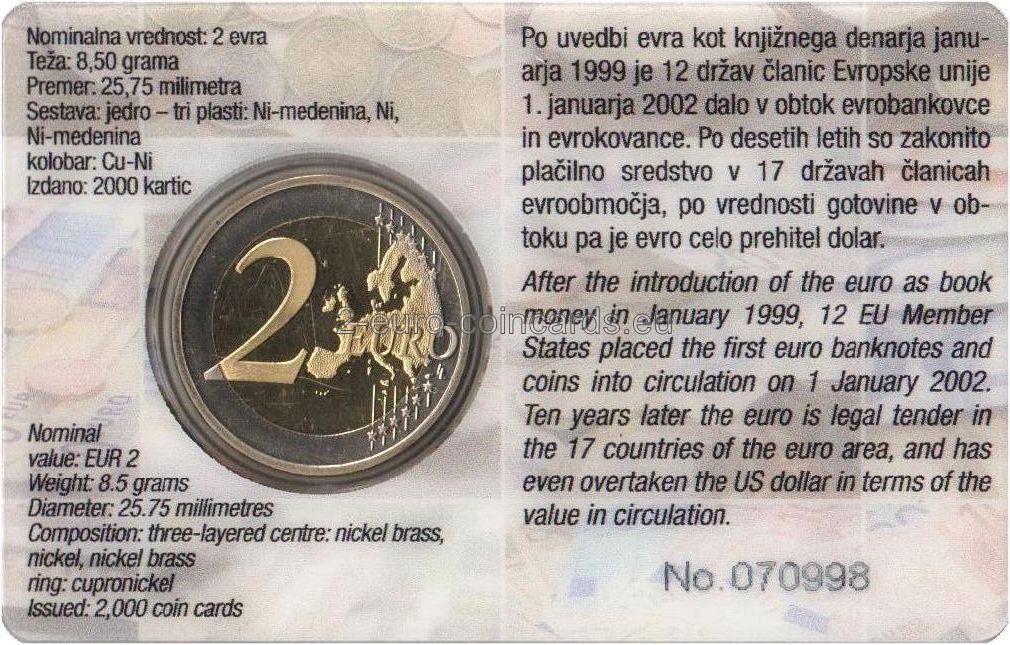 Nominalna vrednost: 2 evra
Teža: 8,50 grama
Premer: 25,75 milimetra
Sestava: jedro – tri plasti: Ni-medenina, Ni,
Ni-medenina
kolobar: Cu-Ni
Izdano: 2000 kartic
2 EURO
2-euro-coincards.eu
Nominal
value: EUR 2
Weight: 8.5 grams
Diameter: 25.75 millimetres
Composition: three-layered centre: nickel brass,
nickel, nickel brass
ring: cupronickel
Issued: 2,000 coin cards
Po uvedbi evra kot knjižnega denarja janu-
arja 1999 je 12 držav članic Evropske unije
1. januarja 2002 dalo v obtok evrobankovce
in evrokovance. Po desetih letih so zakonito
plačilno sredstvo v 17 državah članicah
evroobmočja, po vrednosti gotovine v ob-
toku pa je evro celo prehitel dolar.
After the introduction of the euro as book
money in January 1999, 12 EU Member
States placed the first euro banknotes and
coins into circulation on 1 January 2002.
Ten years later the euro is legal tender in
the 17 countries of the euro area, and has
even overtaken the US dollar in terms of the
value in circulation.
No. 070998